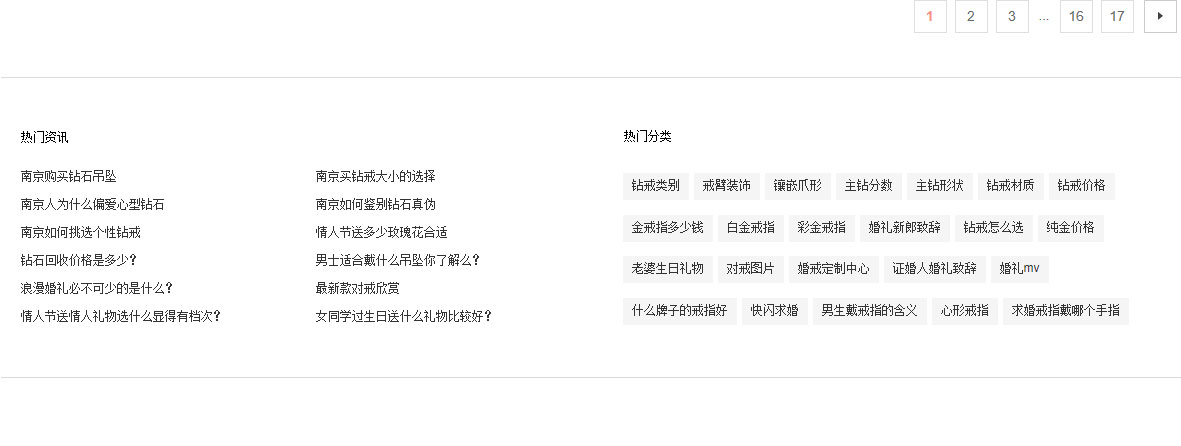 1 2 3 ... 16 17
热门资讯
南京购买钻石吊坠
南京买钻戒大小的选择
南京人为什么偏爱心型钻石
南京如何鉴别钻石真伪
南京如何挑选个性钻戒
情人节送多少玫瑰花合适
钻石回收价格是多少？
男士适合戴什么吊坠你了解么？
浪漫婚礼必不可少的是什么？
最新款对戒欣赏
情人节送情人礼物选什么显得有档次？
女同学过生日送什么礼物比较好？
热门分类
钻戒类别 戒臂装饰 镶嵌爪形 主钻分数 主钻形状 钻戒材质 钻戒价格
金戒指多少钱 白金戒指 彩金戒指 婚礼新郎致辞 钻戒怎么选 纯金价格
老婆生日礼物 对戒图片 婚戒定制中心 证婚人婚礼致辞 婚礼mv
什么牌子的戒指好 快闪求婚 男生戴戒指的含义 心形戒指 求婚戒指戴哪个手指